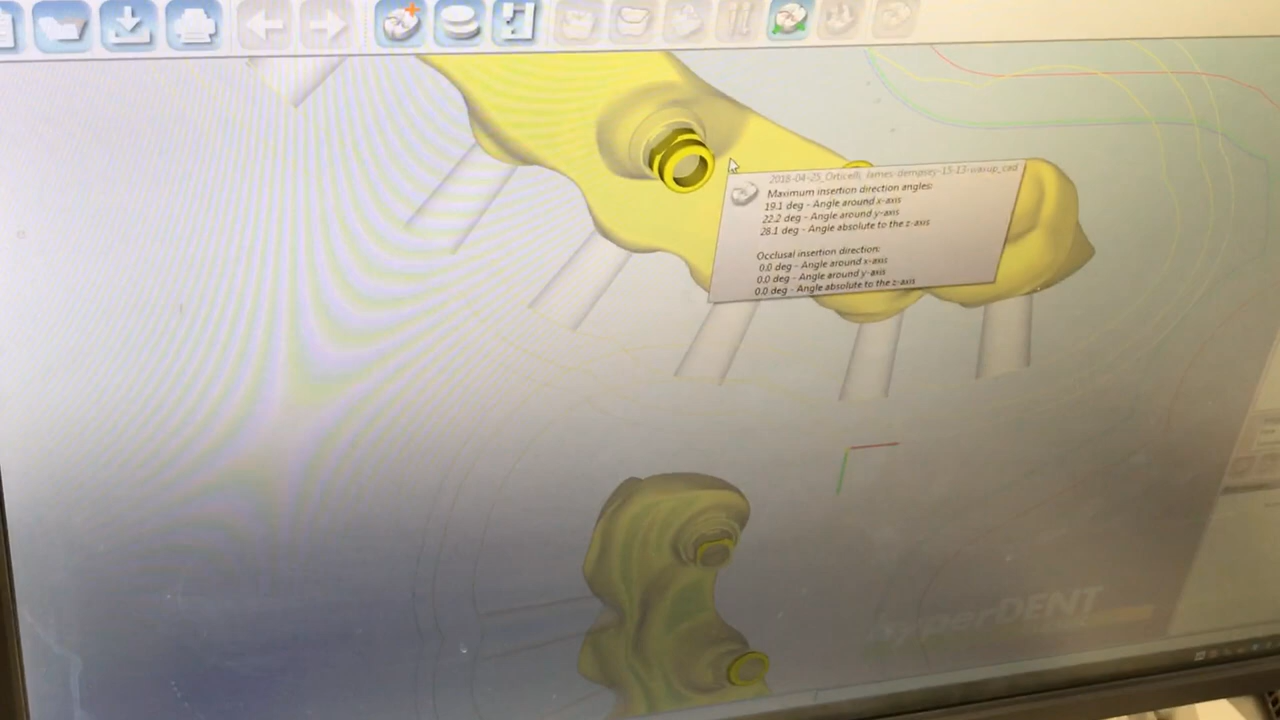 2018-04-25_Orticelli_james-dempsey-15-13-waxup_cad
Maximum insertion direction angles:
19.1 deg - Angle around x-axis
22.2 deg - Angle around y-axis
28.1 deg - Angle absolute to the z-axis
Occlusal insertion direction:
0.0 deg - Angle around x-axis
0.0 deg - Angle around y-axis
0.0 deg - Angle absolute to the z-axis
hyperDENT